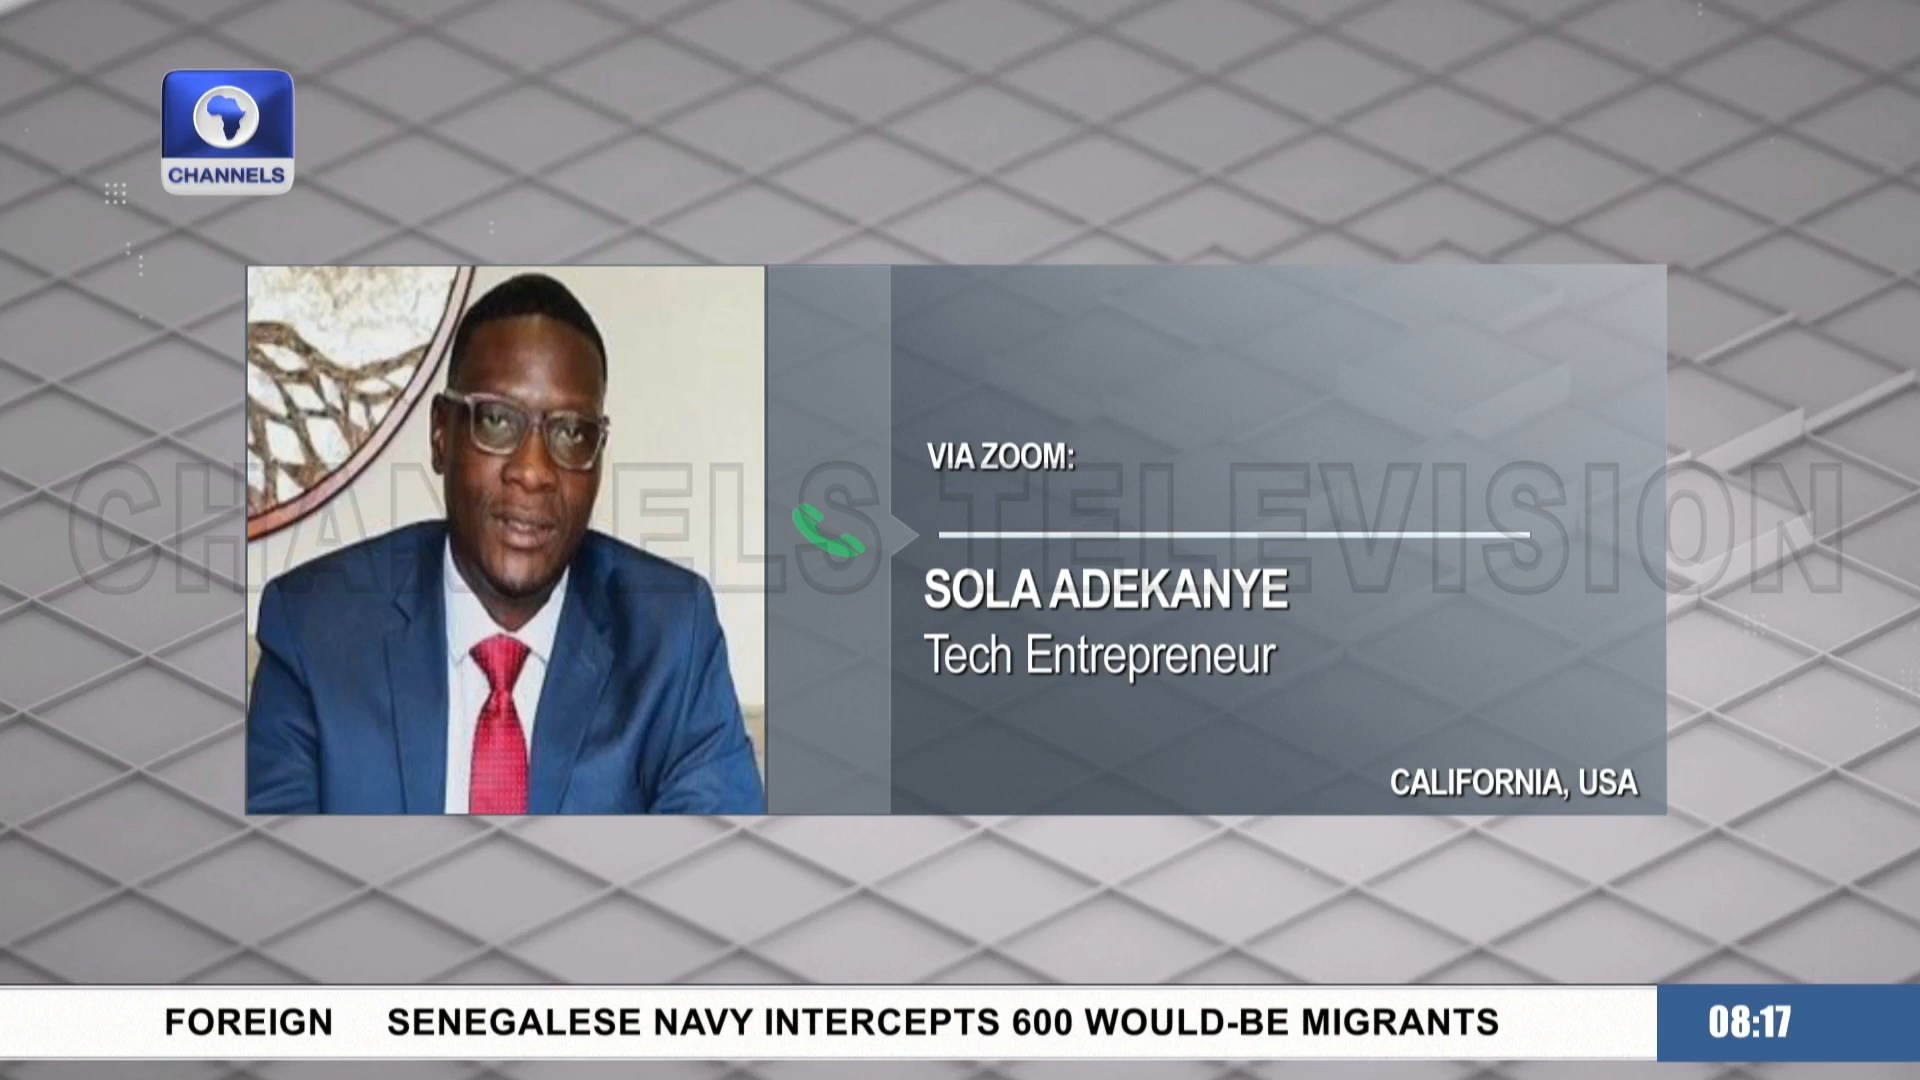 CHANNELS
CHANNELS TELEVISION
VIA ZOOM:
SOLA ADEKANYE
Tech Entrepreneur
CALIFORNIA, USA
FOREIGN SENEGALESE NAVY INTERCEPTS 600 WOULD-BE MIGRANTS
08:17